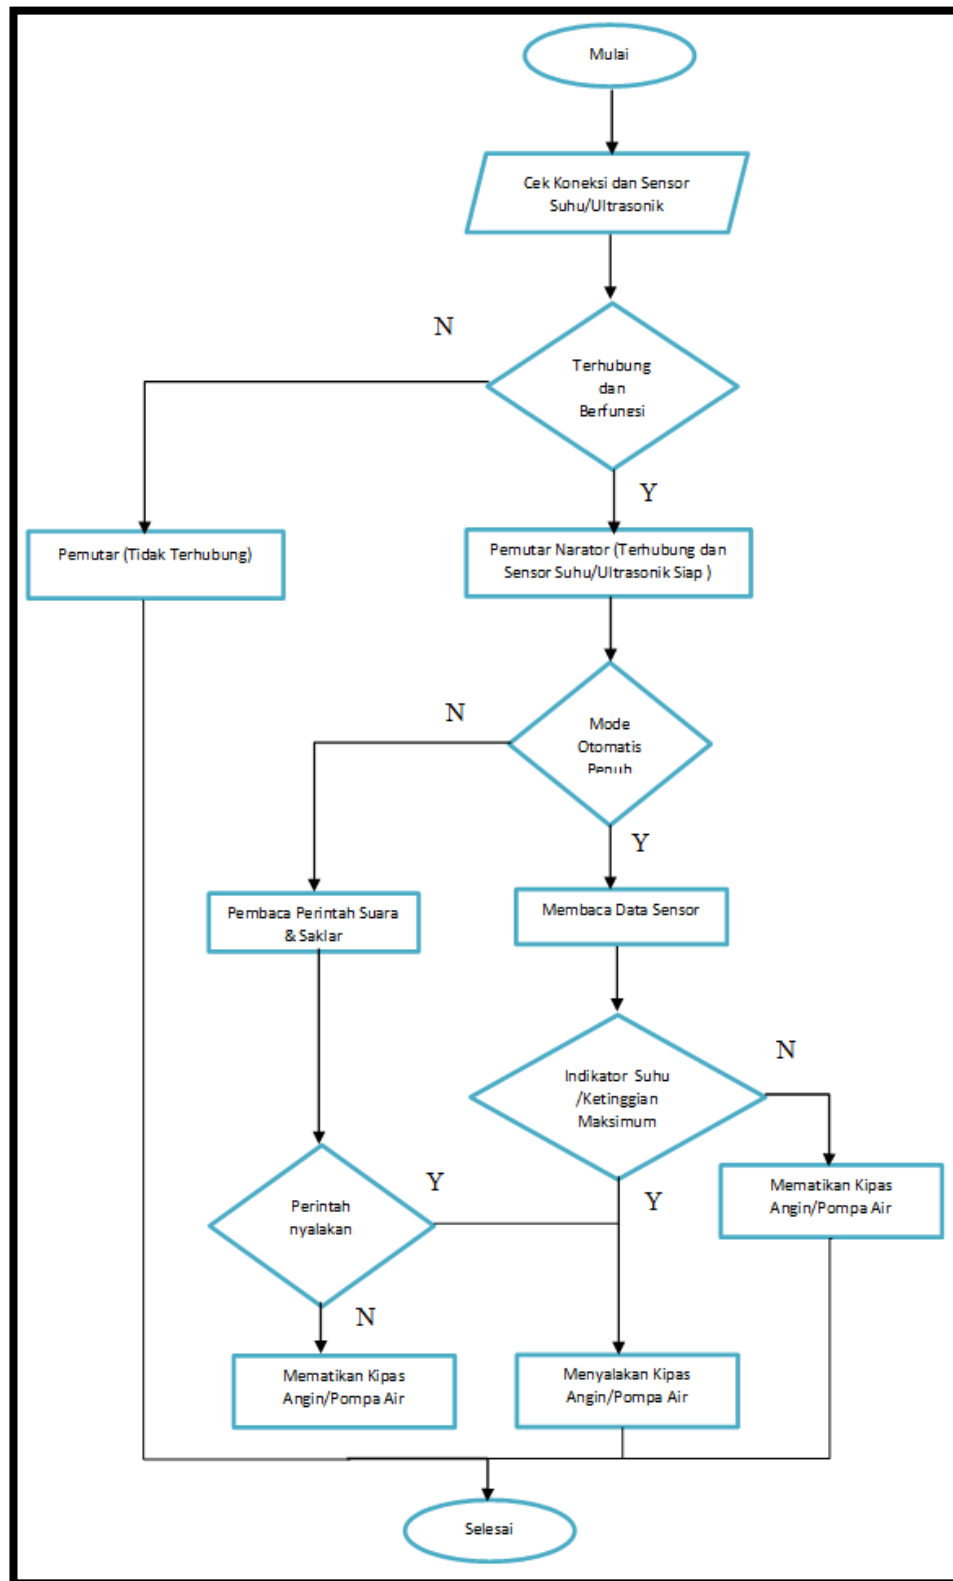 Mulai
Cek Koneksi dan Sensor
Suhu/Ultrasonik
N
Terhubung
dan
Berfungsi
Y
Pemutar (Tidak Terhubung)
Pemutar Narator (Terhubung dan
Sensor Suhu/Ultrasonik Siap )
N
Mode
Otomatis
Penuh
Y
Pembaca Perintah Suara
& Saklar
Membaca Data Sensor
N
Indikator Suhu
/Ketinggian
Maksimum
Y
Perintah
nyalakan
Y
Mematikan Kipas
Angin/Pompa Air
N
Mematikan Kipas
Angin/Pompa Air
Menyalakan Kipas
Angin/Pompa Air
Selesai